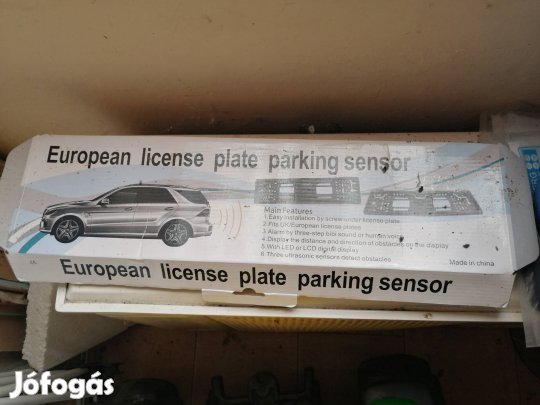 European license plate parking sensor
Main Features
1. Easy installation by screw under license plate
2. Fits UK/European license plates
3. Alarm by three-step bibi sound or human voice
4. Display the distance and direction of obstacles on the display
5. With LED or LCD digital display
6. Three ultrasonic sensors detect obstacles
Made in china
European license plate parking sensor
Jófogás